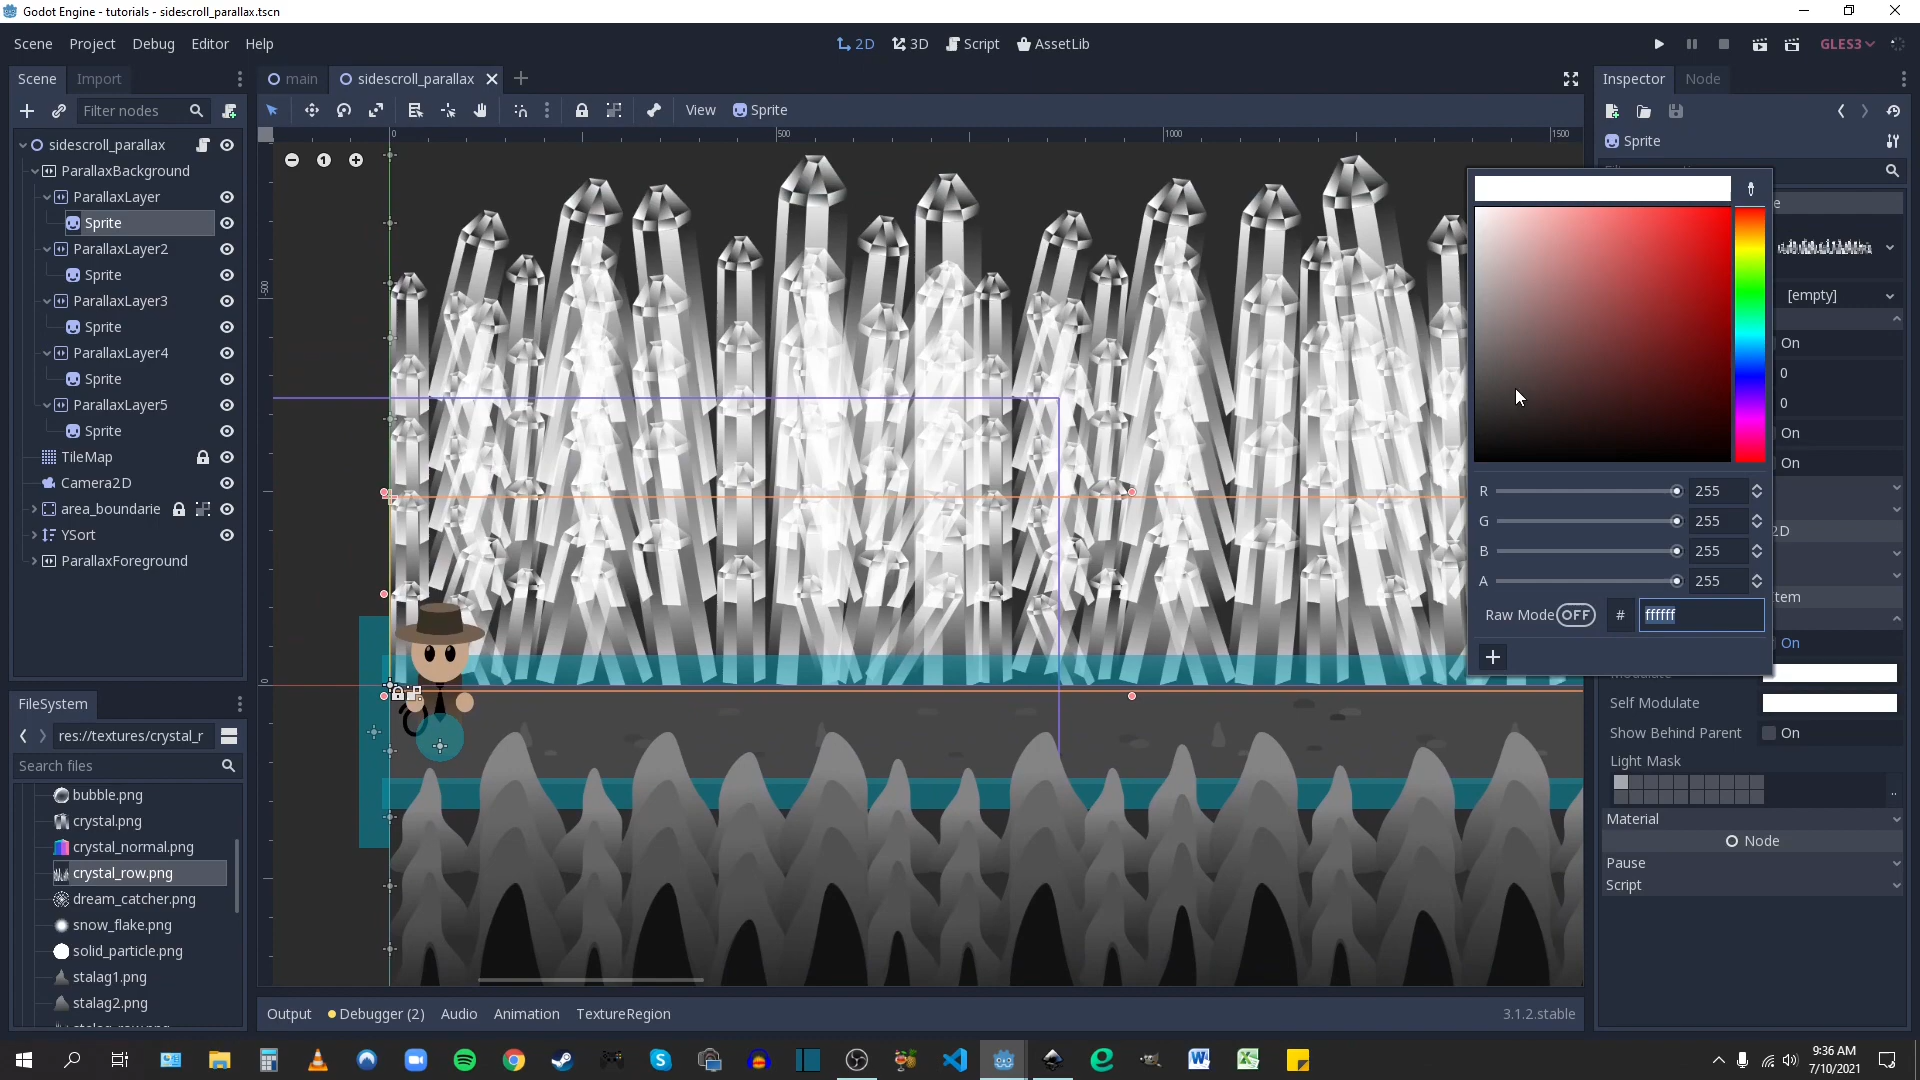 Godot Engine - tutorials - sidescroll_parallax.tscn
Scene Project Debug Editor Help
2D 3D Script AssetLib
GLES3
Scene Import
main sidescroll_parallax
Inspector Node
Filter nodes
View Sprite
sidescroll_parallax
ParallaxBackground
ParallaxLayer
Sprite
ParallaxLayer2
Sprite
ParallaxLayer3
Sprite
ParallaxLayer4
Sprite
ParallaxLayer5
Sprite
TileMap
Camera2D
area_boundarie
YSort
ParallaxForeground
0 500 1000 1500
-500
0
1
Sprite
[empty]
On
0
0
On
On
2D
tem
On
R 255
G 255
B 255
A 255
Raw Mode OFF # ffffff
Self Modulate
Show Behind Parent On
Light Mask
..
Material
Node
Pause
Script
FileSystem
res://textures/crystal_r
Search files
bubble.png
crystal.png
crystal_normal.png
crystal_row.png
dream_catcher.png
snow_flake.png
solid_particle.png
stalag1.png
stalag2.png
Output Debugger (2) Audio Animation TextureRegion 3.1.2.stable
9:36 AM
7/10/2021